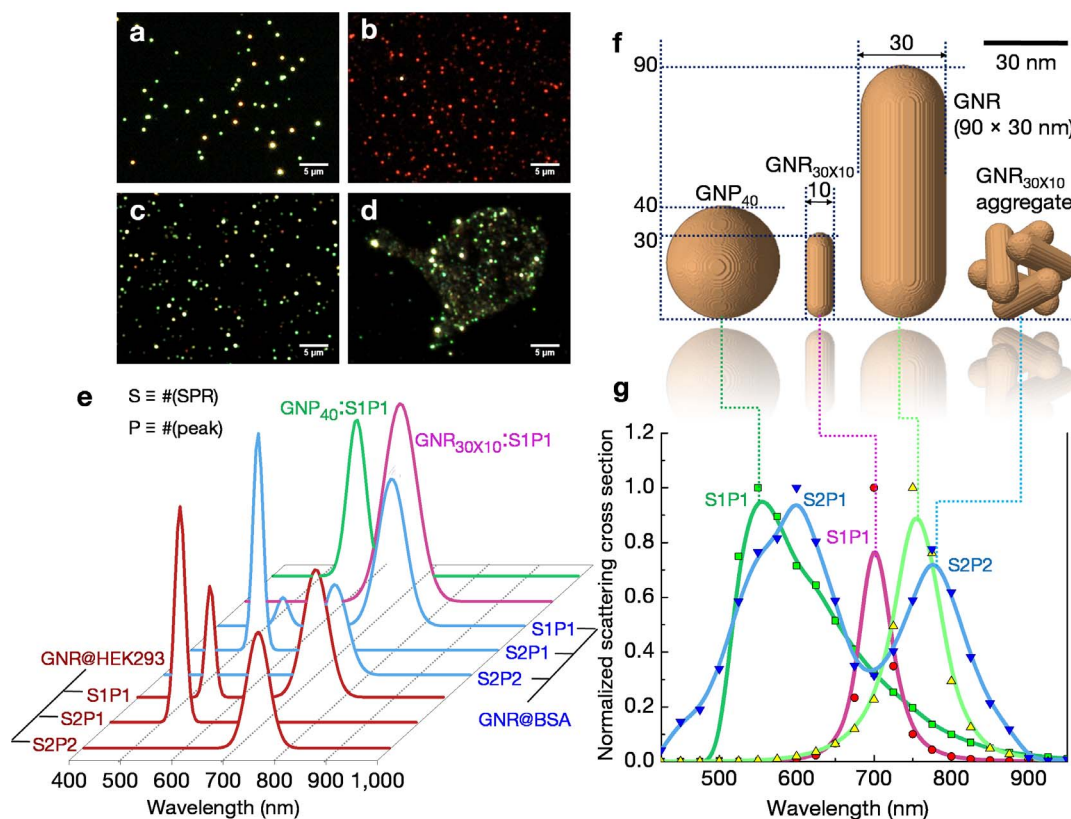 a
5 μm
b
5 μm
c
5 μm
d
5 μm
e
S ≡ #(SPR)
P ≡ #(peak)
GNP40:S1P1
GNR30X10:S1P1
GNR@HEK293
S1P1
S2P1
S2P2
S1P1
S2P1
S2P2
GNR@BSA
400 500 600 700 800 900 1,000
Wavelength (nm)
f
30
30 nm
90
GNR
(90 × 30 nm)
GNR30X10
10
GNP40
GNR30X10
aggregate
40
30
g
1.2
1.0
0.8
0.6
0.4
0.2
0.0
Normalized scattering cross section
S1P1
S2P1
S1P1
S2P2
500 600 700 800 900
Wavelength (nm)